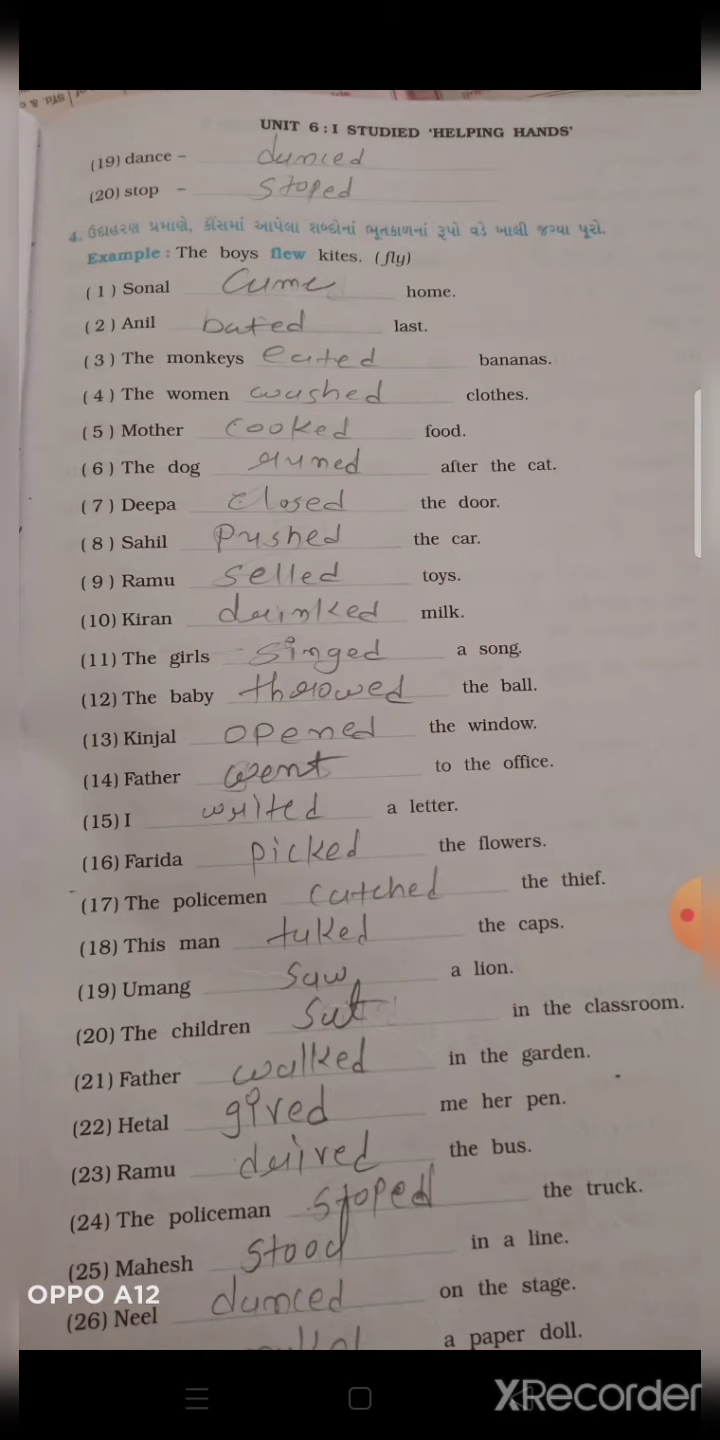 UNIT 6 : I STUDIED 'HELPING HANDS'
(19) dance – danced
(20) stop – stoped
4. ઉદાહરણ પ્રમાણે, કૌંસમાં આપેલા શબ્દોનાં ભૂતકાળનાં રૂપો વડે ખાલી જગ્યા પૂરો.
Example : The boys flew kites. (fly)
(1) Sonal came home.
(2) Anil bated last.
(3) The monkeys eated bananas.
(4) The women washed clothes.
(5) Mother cooked food.
(6) The dog runed after the cat.
(7) Deepa closed the door.
(8) Sahil pushed the car.
(9) Ramu selled toys.
(10) Kiran drinked milk.
(11) The girls singed a song.
(12) The baby throwed the ball.
(13) Kinjal opened the window.
(14) Father went to the office.
(15) I writed a letter.
(16) Farida picked the flowers.
(17) The policemen catched the thief.
(18) This man taked the caps.
(19) Umang saw a lion.
(20) The children sat in the classroom.
(21) Father walked in the garden.
(22) Hetal gived me her pen.
(23) Ramu drived the bus.
(24) The policeman stoped the truck.
(25) Mahesh stood in a line.
(26) Neel danced on the stage.
a paper doll.
OPPO A12
XRecorder